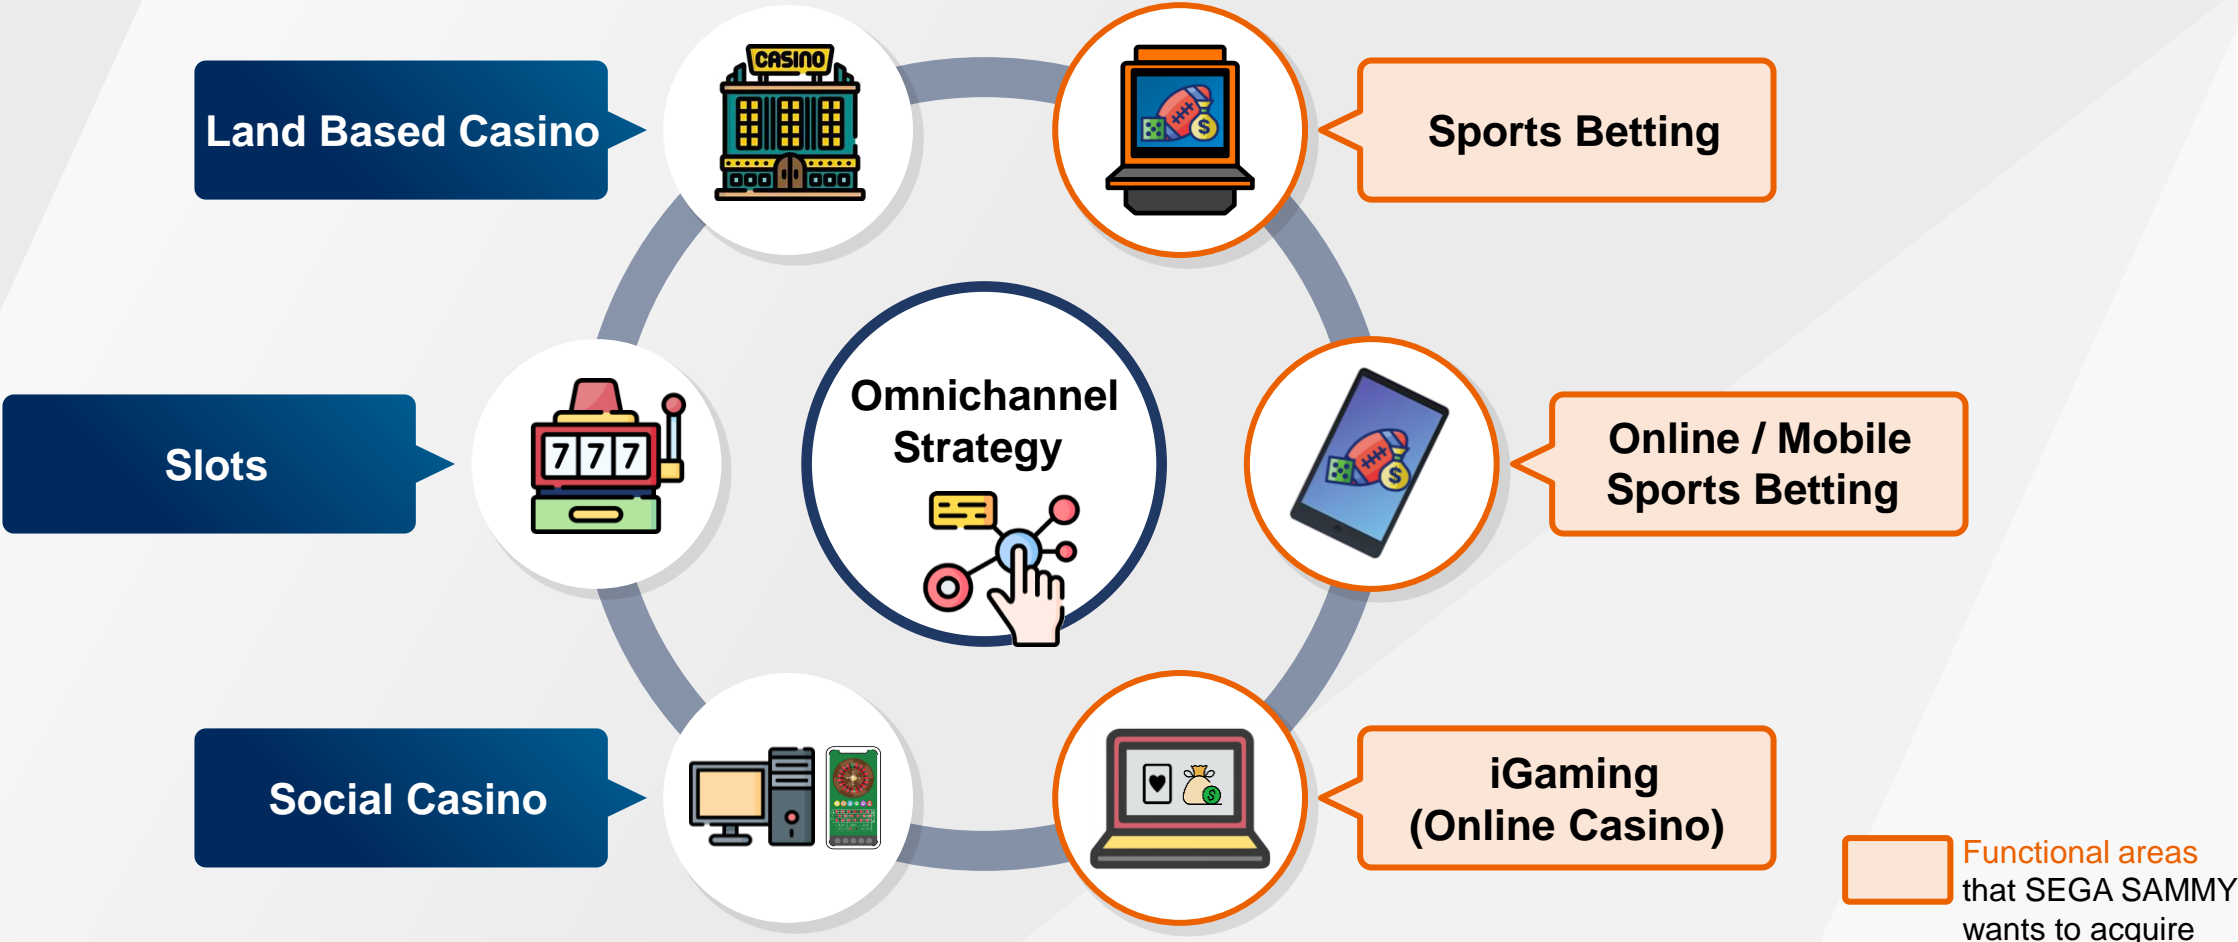 CASINO
Land Based Casino
Sports Betting
$
Omnichannel
Strategy
Slots
777
Online / Mobile
Sports Betting
$
Social Casino
iGaming
(Online Casino)
$
Functional areas
that SEGA SAMMY
wants to acquire